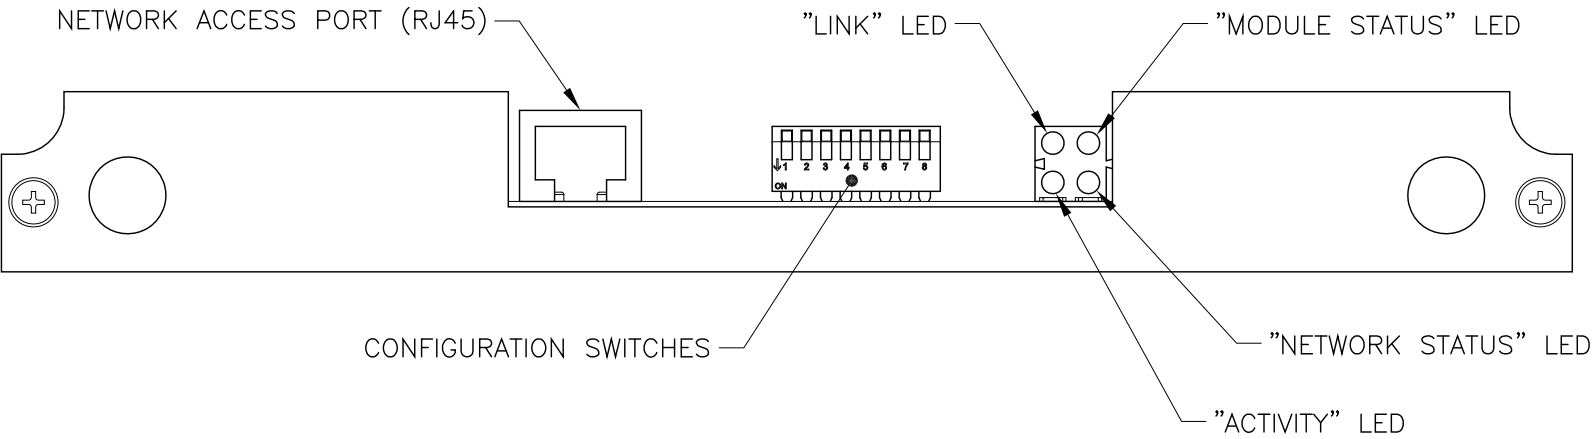 NETWORK ACCESS PORT (RJ45)
"LINK" LED
"MODULE STATUS" LED
1 2 3 4 5 6 7 8
ON
CONFIGURATION SWITCHES
"NETWORK STATUS" LED
"ACTIVITY" LED